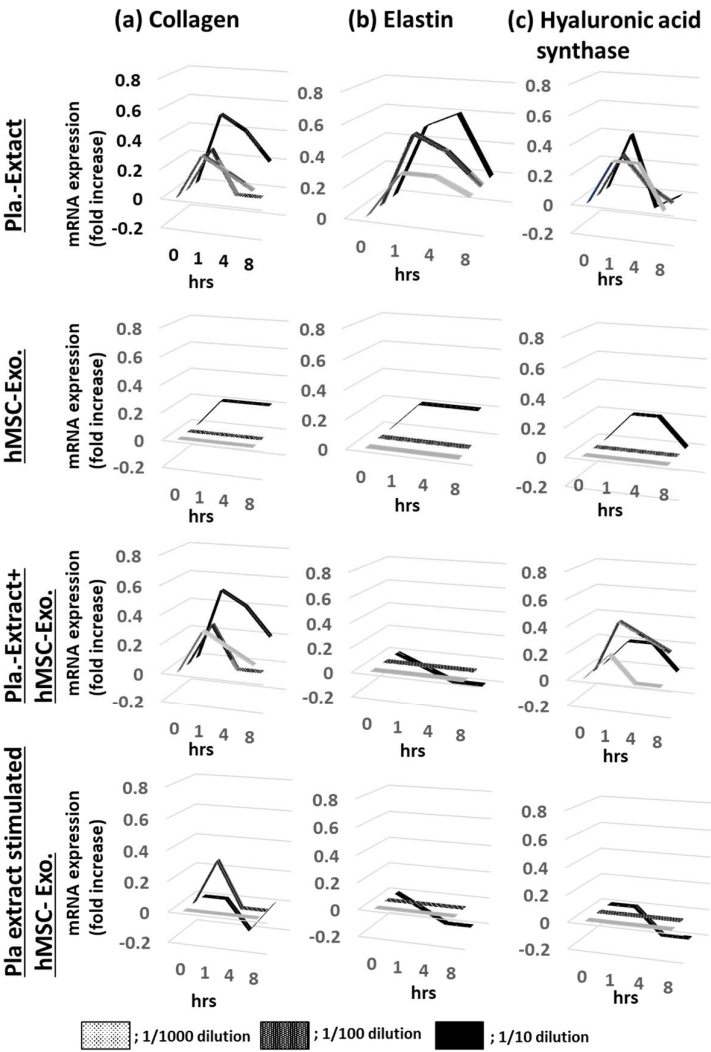 (a) Collagen (b) Elastin (c) Hyaluronic acid
synthase
Pla.-Extact
mRNA expression
(fold increase)
0.8
0.6
0.4
0.2
0
-0.2
0 1 4 8
hrs
0.8
0.6
0.4
0.2
0
0 1 4 8
hrs
0.8
0.6
0.4
0.2
0
-0.2
0 1 4 8
hrs
hMSC-Exo.
mRNA expression
(fold increase)
0.8
0.6
0.4
0.2
0
-0.2
0 1 4 8
hrs
0.8
0.6
0.4
0.2
0
0 1 4 8
hrs
0.8
0.6
0.4
0.2
0
-0.2
0 1 4 8
hrs
Pla.-Extract+
hMSC-Exo.
mRNA expression
(fold increase)
0.8
0.6
0.4
0.2
0
-0.2
0 1 4 8
hrs
0.8
0.6
0.4
0.2
0
-0.2
0 1 4 8
hrs
0.8
0.6
0.4
0.2
0
-0.2
0 1 4 8
hrs
Pla extract stimulated
hMSC- Exo.
mRNA expression
(fold increase)
0.8
0.6
0.4
0.2
0
-0.2
0 1 4 8
hrs
0.8
0.6
0.4
0.2
0
-0.2
0 1 4 8
hrs
0.8
0.6
0.4
0.2
0
-0.2
0 1 4 8
hrs
; 1/1000 dilution ; 1/100 dilution ; 1/10 dilution